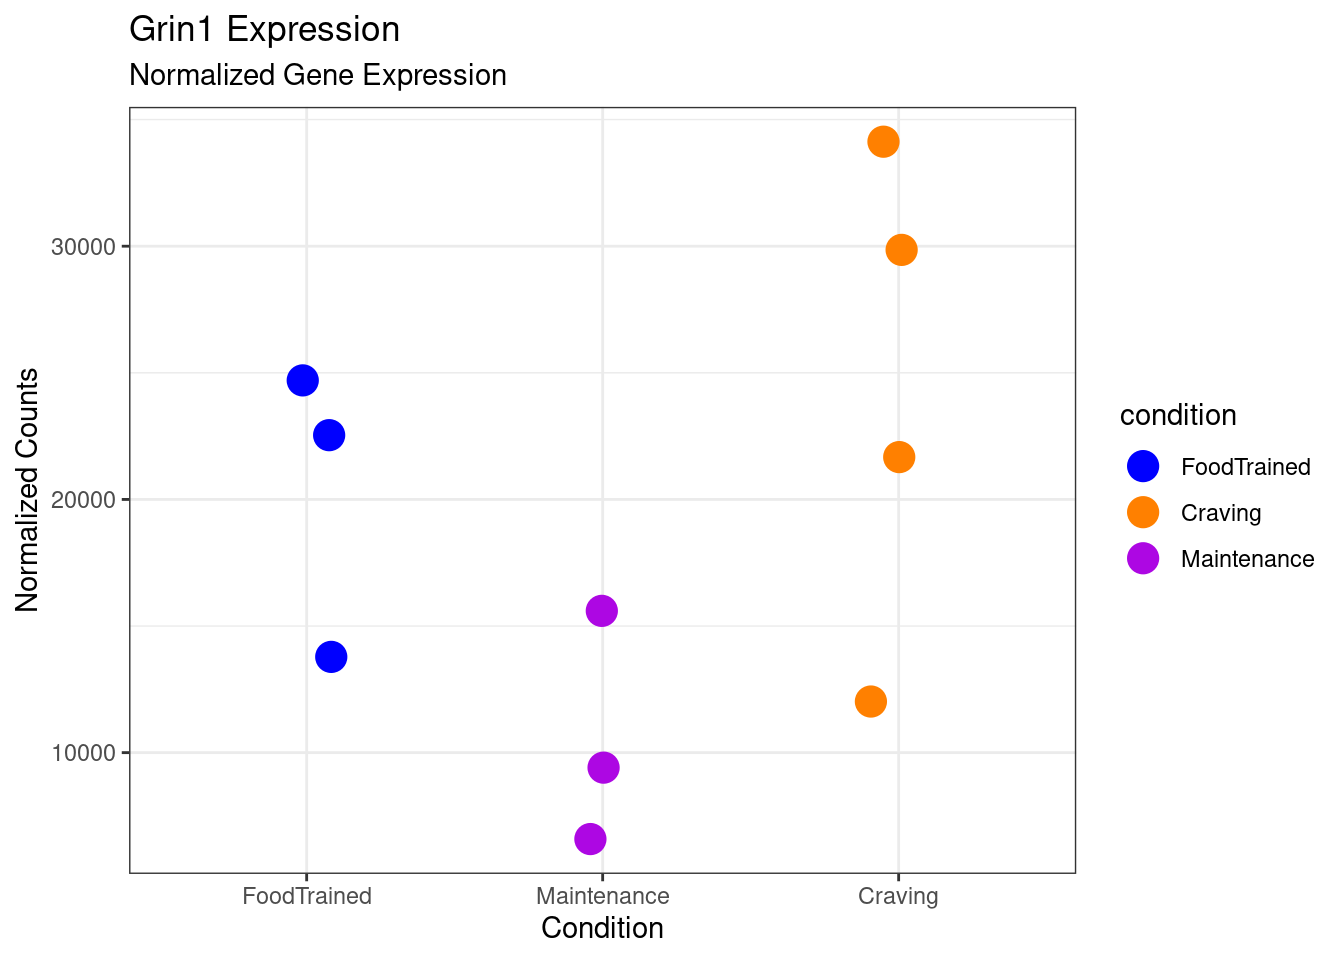 Grin1 Expression
Normalized Gene Expression
Normalized Counts
30000
20000
10000
FoodTrained
Maintenance
Craving
Condition
condition
FoodTrained
Craving
Maintenance